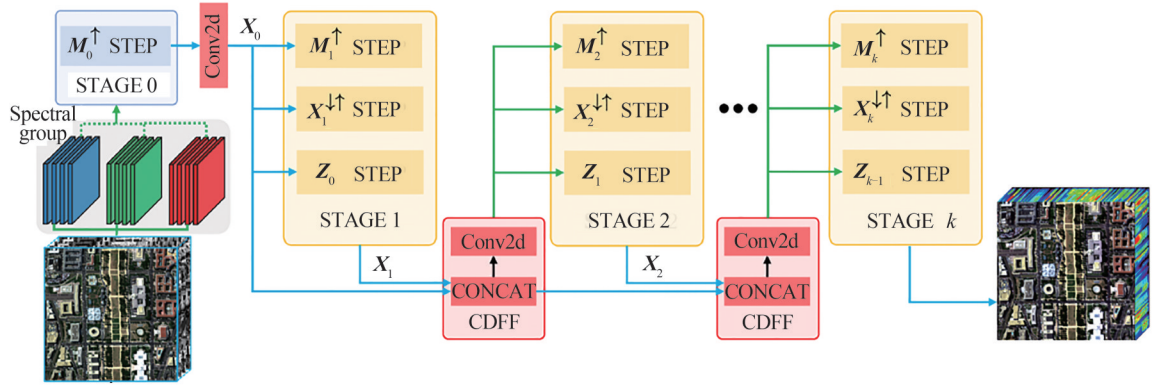 M₀↑ STEP
STAGE 0
Conv2d
X₀
Spectral
group
M₁↑ STEP
X₁↓↑ STEP
Z₀ STEP
STAGE 1
X₁
Conv2d
CONCAT
CDFF
M₂↑ STEP
X₂↓↑ STEP
Z₁ STEP
STAGE 2
X₂
Conv2d
CONCAT
CDFF
•••
Mₖ↑ STEP
Xₖ↓↑ STEP
Zₖ₋₁ STEP
STAGE k